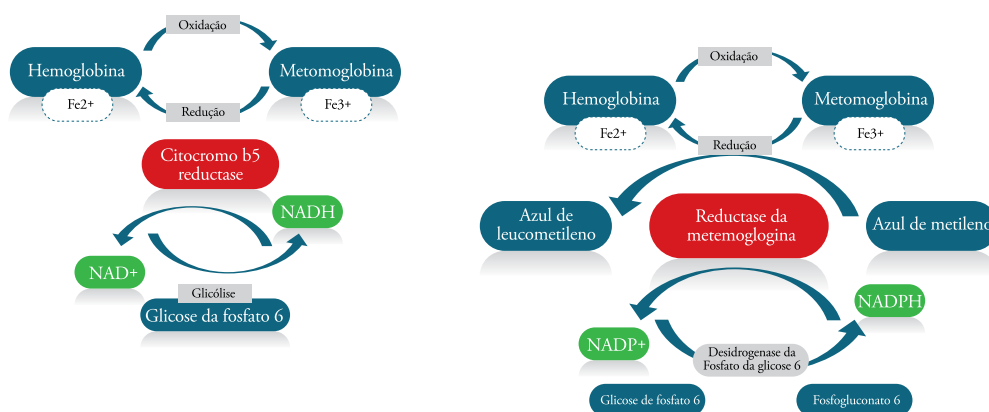 Oxidação
Hemoglobina
Metomoglobina
Fe2+
Fe3+
Redução
Citocromo b5
reductase
NADH
NAD+
Glicólise
Glicose da fosfato 6
Oxidação
Hemoglobina
Metomoglobina
Fe2+
Fe3+
Redução
Azul de
leucometileno
Reductase da
metemoglogina
Azul de metileno
NADPH
NADP+
Desidrogenase da
Fosfato da glicose 6
Glicose de fosfato 6
Fosfogluconato 6